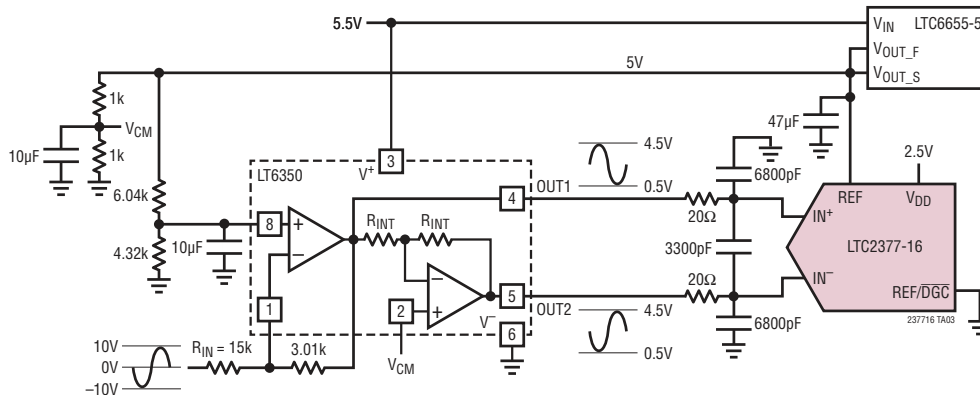 5.5V
VIN
LTC6655-5
VOUT_F
5V
VOUT_S
1k
VCM
10µF
1k
47µF
4.5V
0.5V
2.5V
3
V+
LT6350
6800pF
6.04k
4
OUT1
REF
VDD
8
+
RINT
RINT
20Ω
IN+
10µF
–
3300pF
LTC2377-16
4.32k
–
20Ω
IN–
2
+
5
OUT2
REF/DGC
1
V–
4.5V
6800pF
237716 TA03
6
10V
RIN = 15k
3.01k
0V
VCM
0.5V
–10V